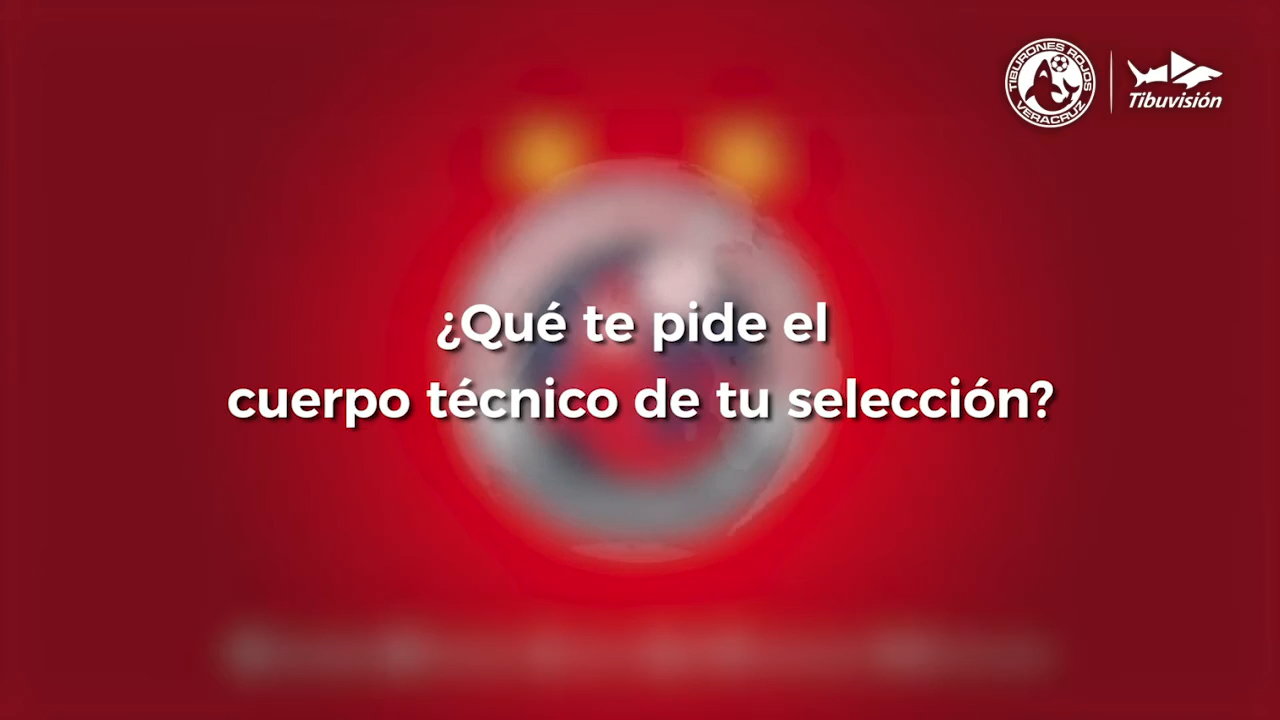 TIBURONES ROJOS
VERACRUZ
Tibuvisión
¿Qué te pide el
cuerpo técnico de tu selección?